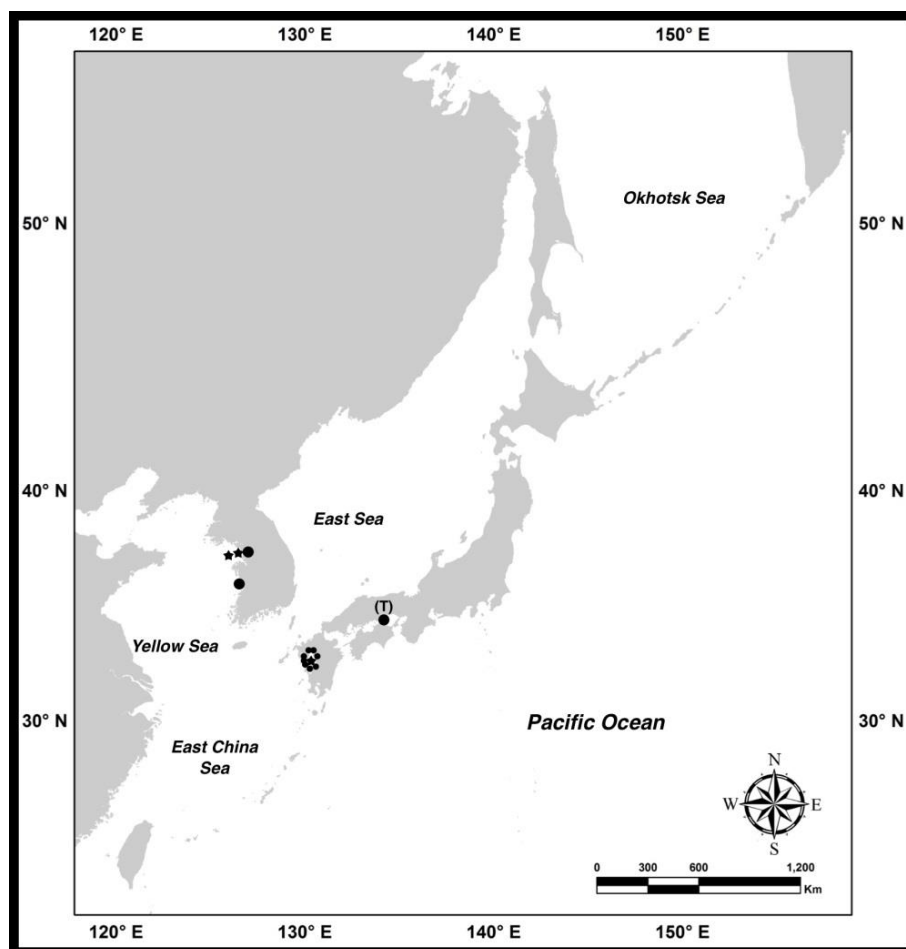 120° E 130° E 140° E 150° E
Okhotsk Sea
50° N 50° N
40° N 40° N
East Sea
(T)
Yellow Sea
30° N 30° N
Pacific Ocean
East China
Sea
N
W E
S
0 300 600 1,200
Km
120° E 130° E 140° E 150° E